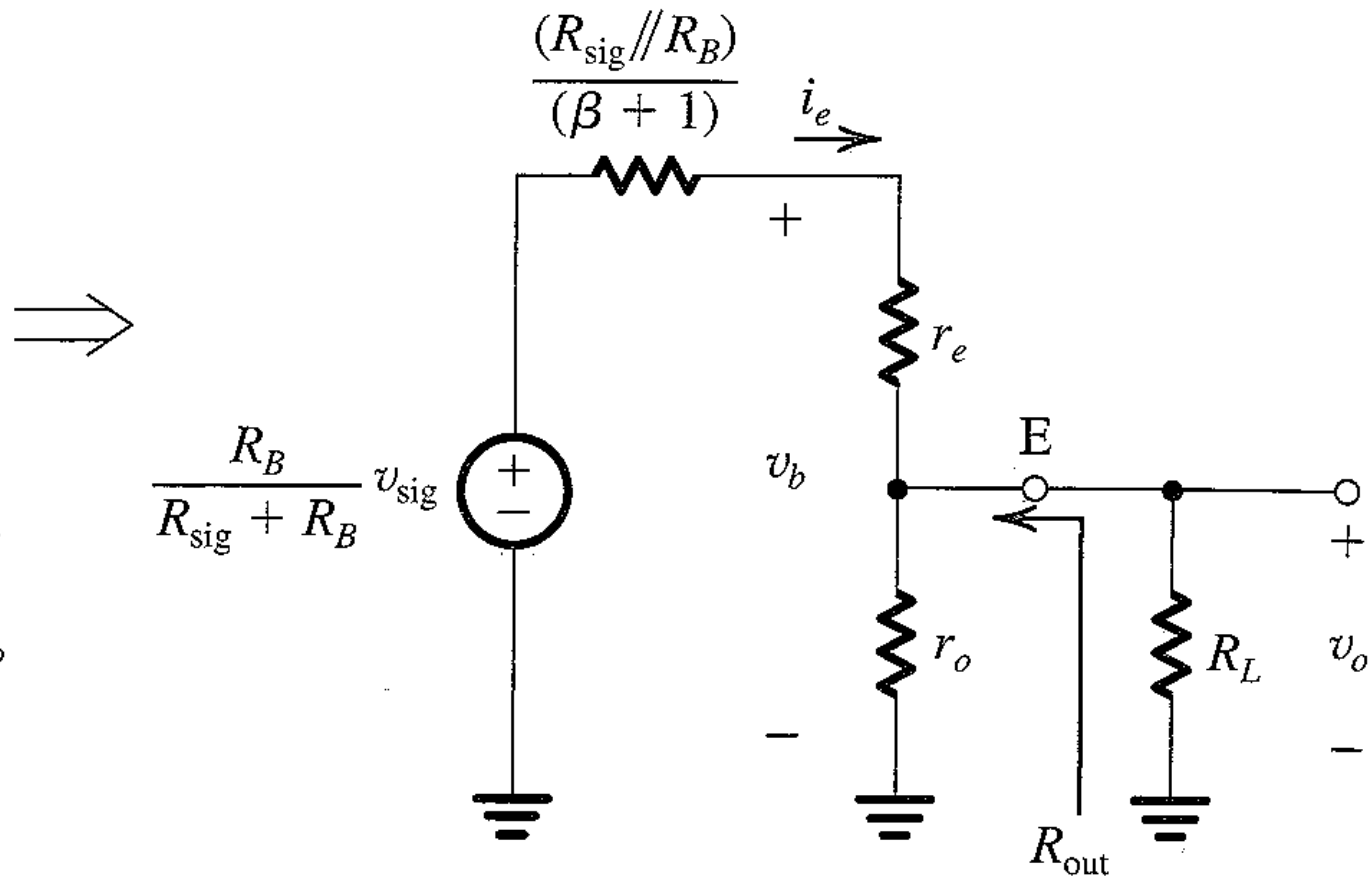 (R_sig // R_B)
(β + 1)
i_e
+
r_e
R_B
R_sig + R_B
v_sig
+
−
v_b
E
+
r_o
R_L
v_o
−
−
R_out